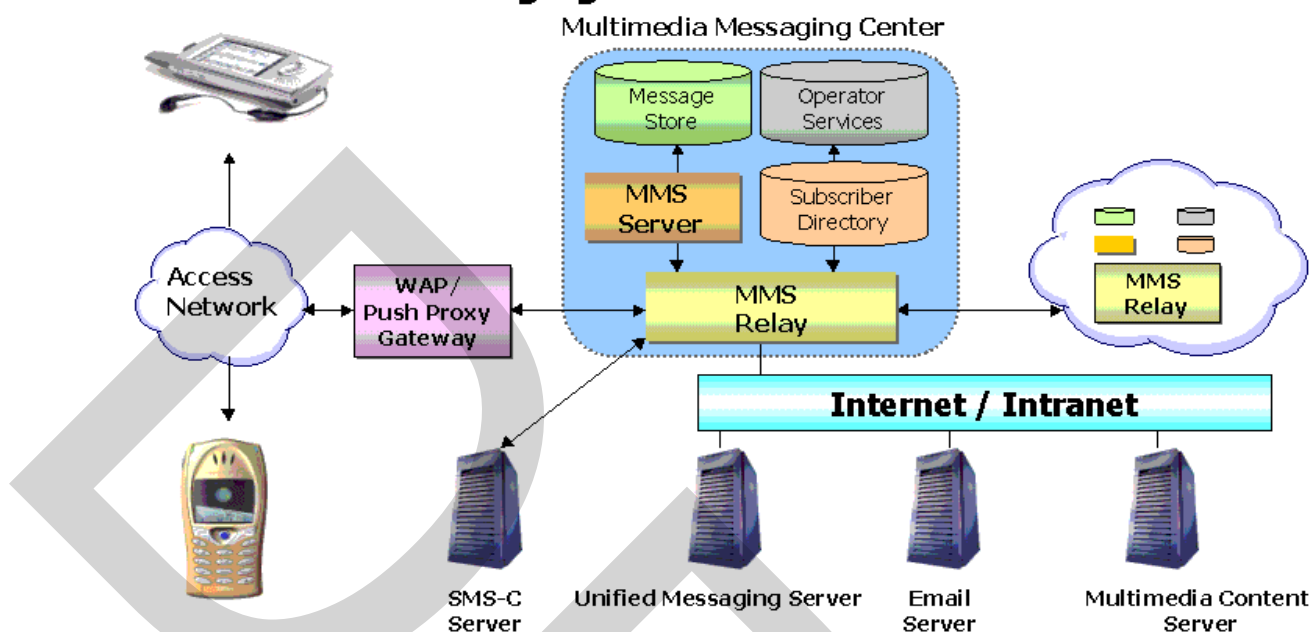 Multimedia Messaging Center
Message
Store
Operator
Services
MMS
Server
Subscriber
Directory
Access
Network
WAP/
Push Proxy
Gateway
MMS
Relay
MMS
Relay
Internet / Intranet
SMS-C
Server
Unified Messaging Server
Email
Server
Multimedia Content
Server